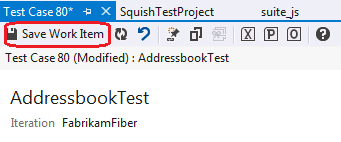 Test Case 80* SquishTestProject suite_js
Save Work Item X P O
Test Case 80 (Modified) : AddressbookTest
AddressbookTest
Iteration FabrikamFiber